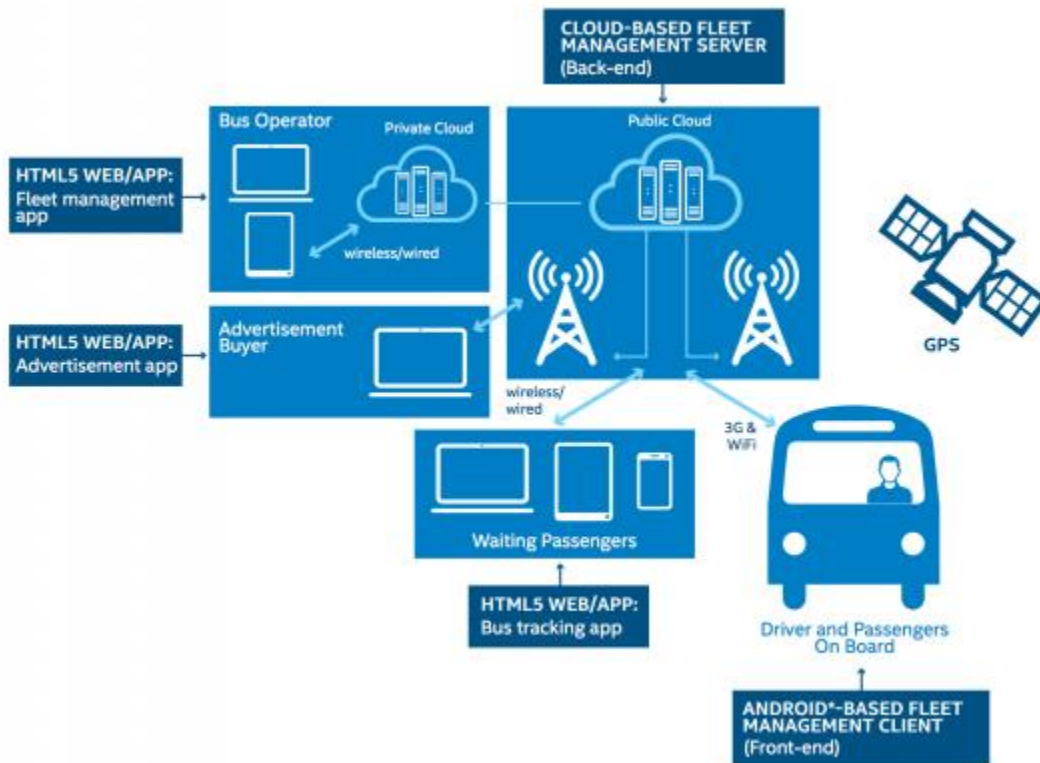 CLOUD-BASED FLEET
MANAGEMENT SERVER
(Back-end)
Bus Operator
Private Cloud
Public Cloud
HTML5 WEB/APP:
Fleet management
app
wireless/wired
HTML5 WEB/APP:
Advertisement app
Advertisement
Buyer
GPS
wireless/
wired
3G &
WiFi
Waiting Passengers
HTML5 WEB/APP:
Bus tracking app
Driver and Passengers
On Board
ANDROID*-BASED FLEET
MANAGEMENT CLIENT
(Front-end)